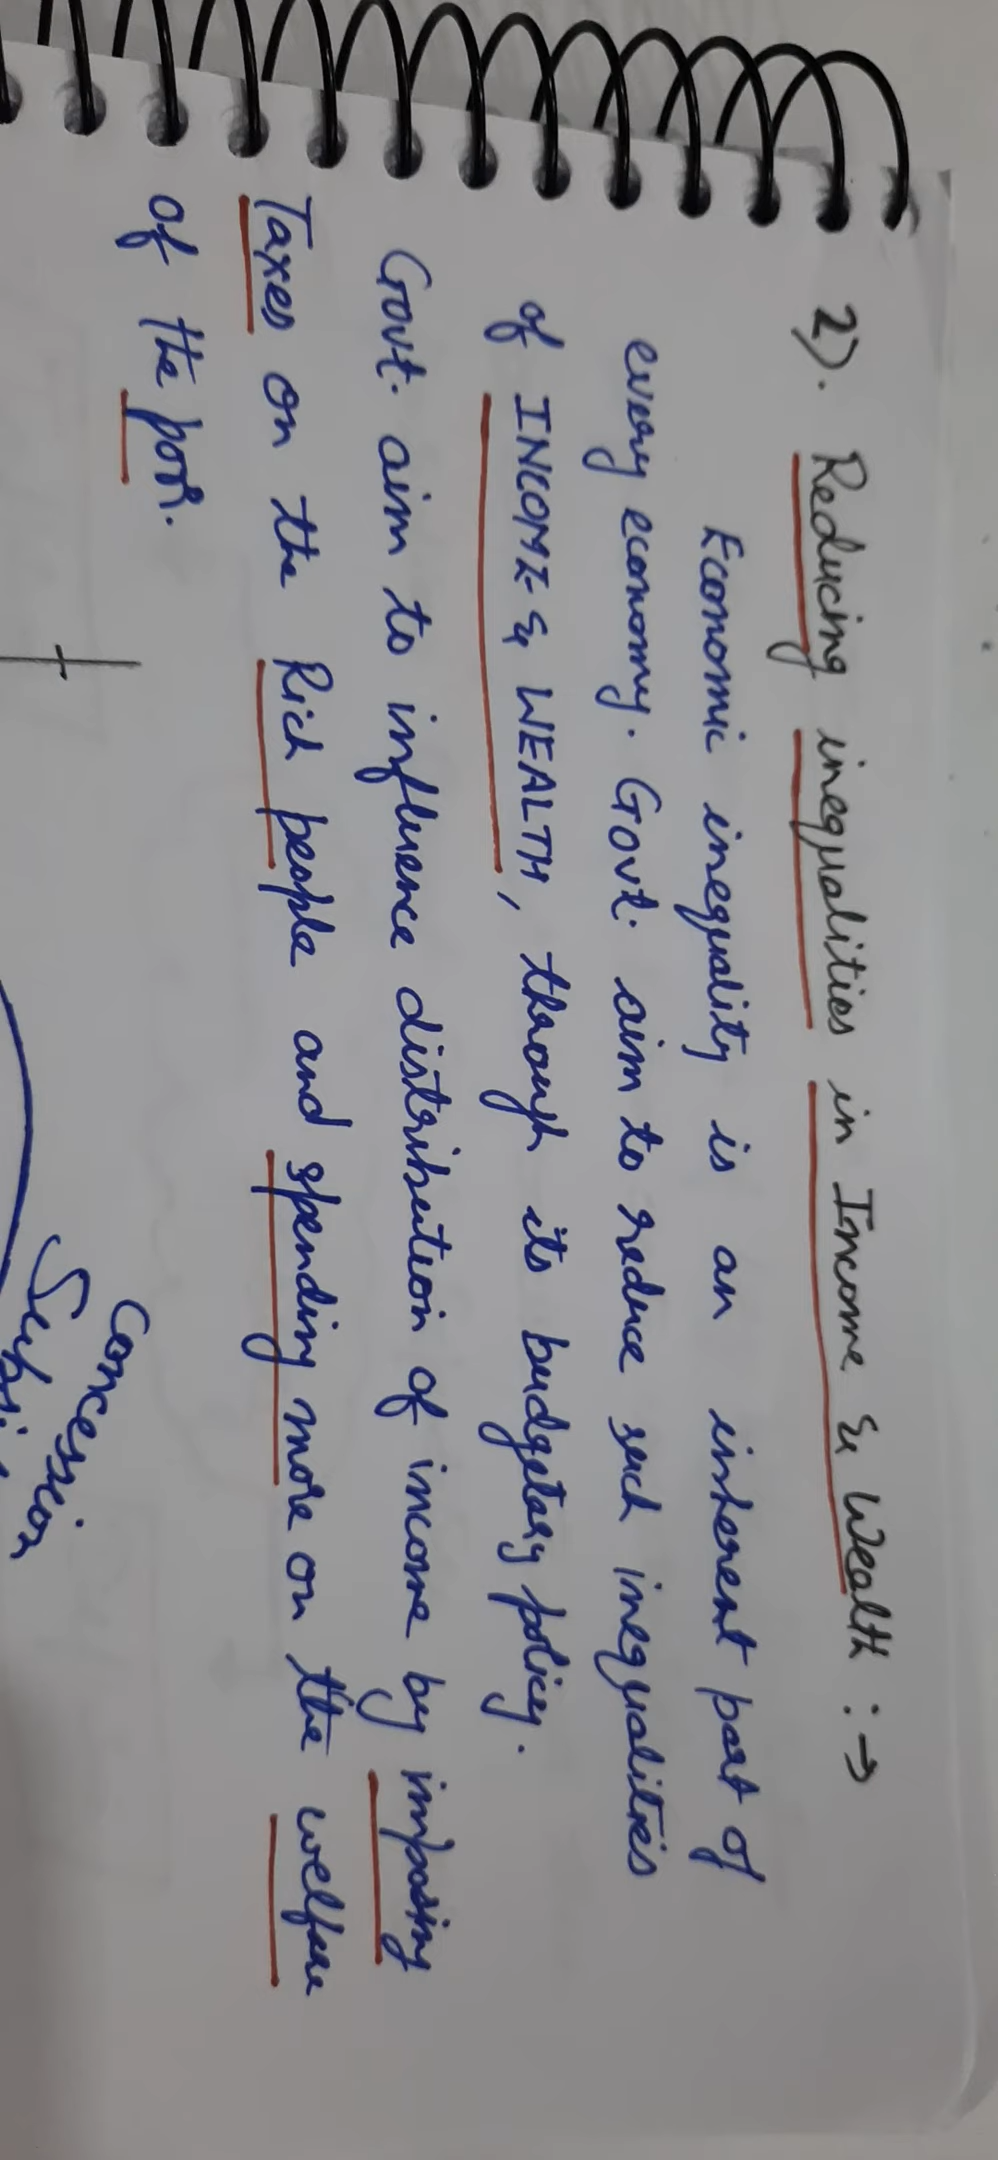 2). Reducing inequalities in Income & Wealth : →
Economic inequality is an inherent part of
every economy. Govt. aim to reduce such inequalities
of INCOME & WEALTH, through its budgetary policy.
Govt. aim to influence distribution of income by imposing
Taxes on the Rich people and spending more on the welfare
of the poor.
Concession